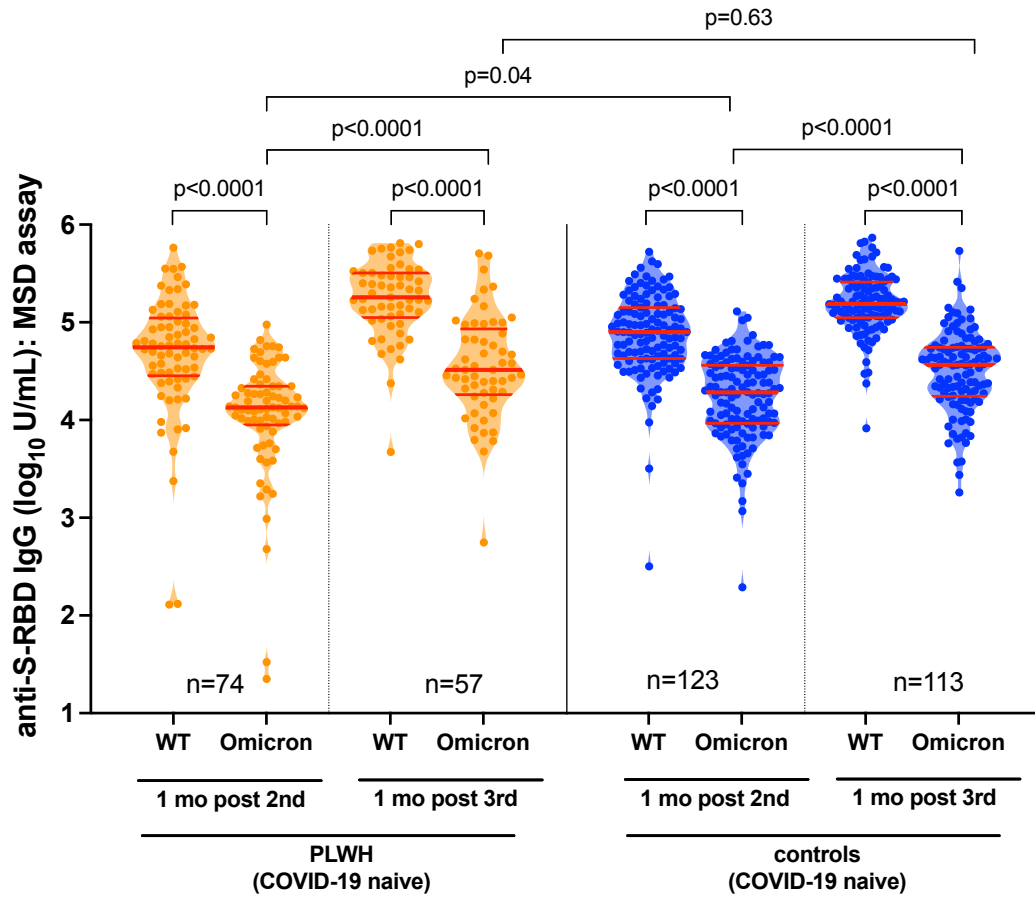 p=0.63
p=0.04
p<0.0001
p<0.0001
p<0.0001
p<0.0001
p<0.0001
p<0.0001
anti-S-RBD IgG (log10 U/mL): MSD assay
6
5
4
3
2
1
n=74
n=57
n=123
n=113
WT Omicron WT Omicron WT Omicron WT Omicron
1 mo post 2nd 1 mo post 3rd 1 mo post 2nd 1 mo post 3rd
PLWH
(COVID-19 naive)
controls
(COVID-19 naive)